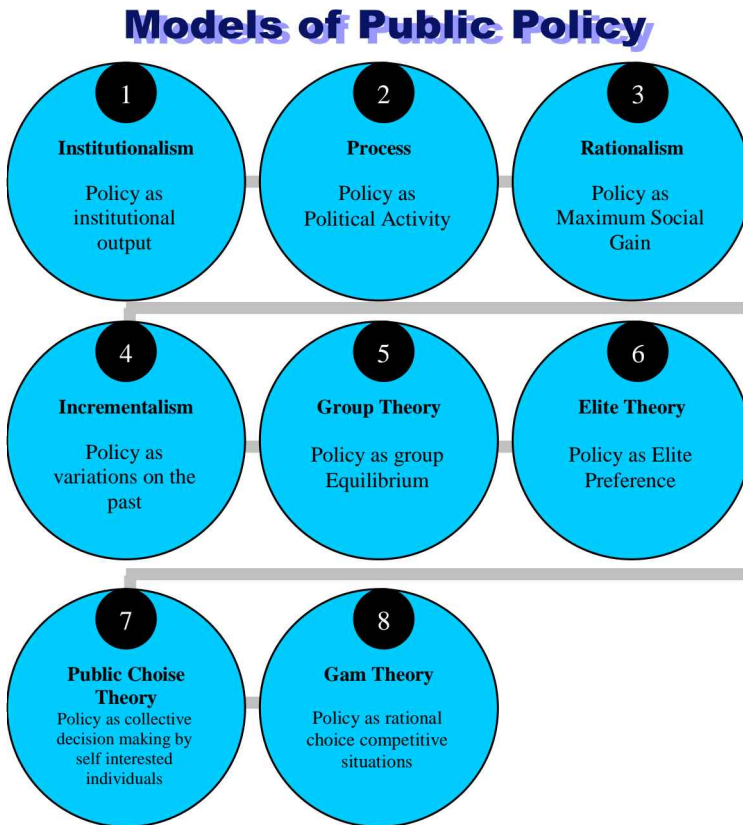 Models of Public Policy
1
Institutionalism
Policy as
institutional
output
2
Process
Policy as
Political Activity
3
Rationalism
Policy as
Maximum Social
Gain
4
Incrementalism
Policy as
variations on the
past
5
Group Theory
Policy as group
Equilibrium
6
Elite Theory
Policy as Elite
Preference
7
Public Choise
Theory
Policy as collective
decision making by
self interested
individuals
8
Gam Theory
Policy as rational
choice competitive
situations